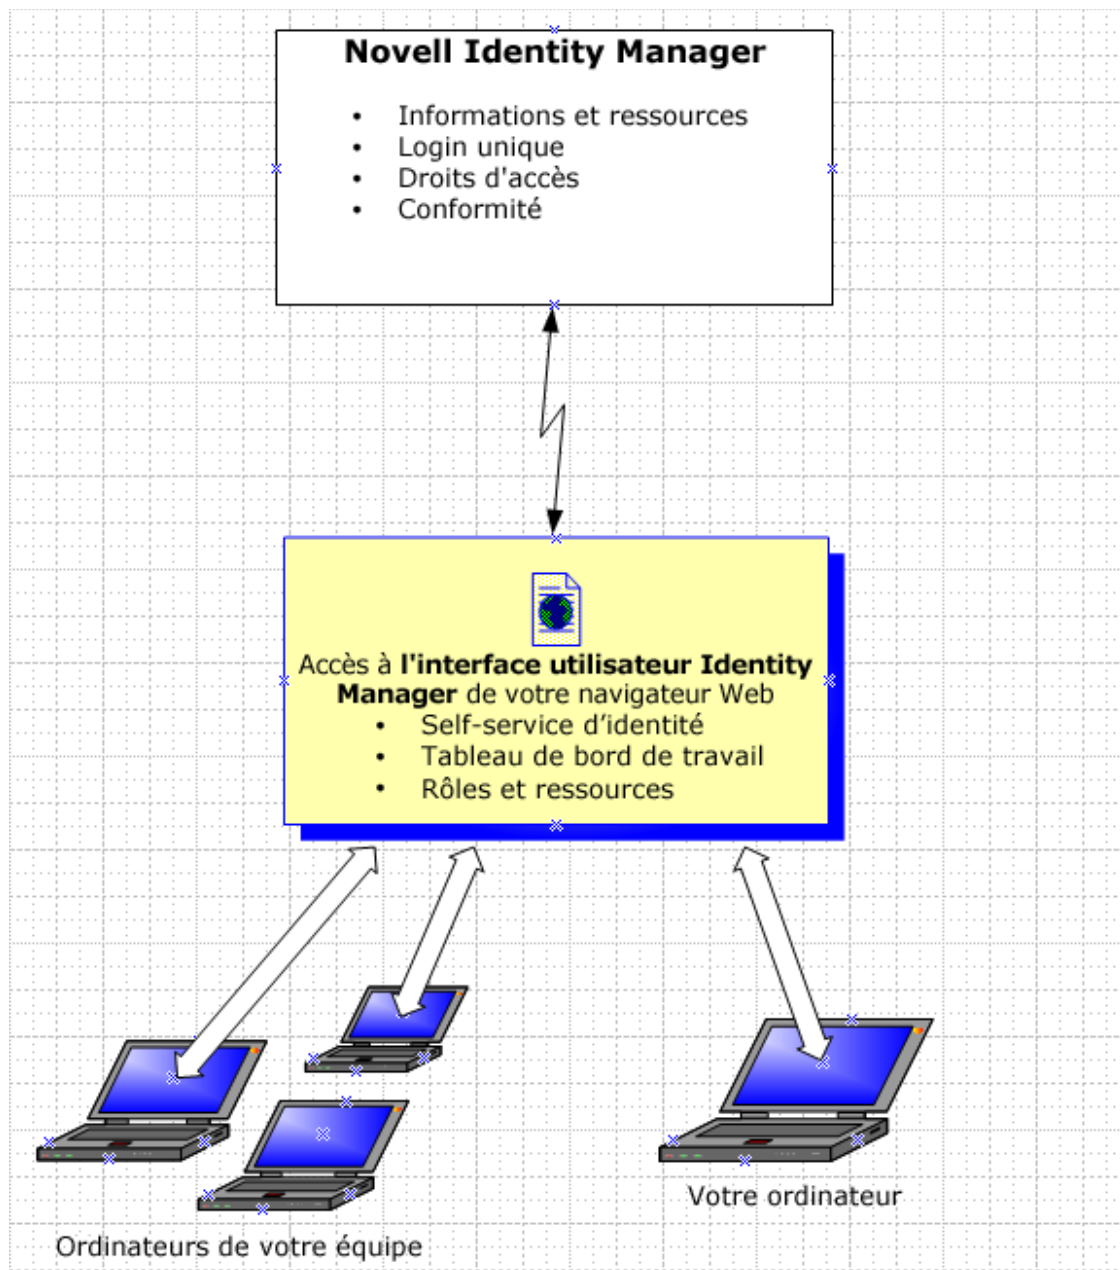 Novell Identity Manager
• Informations et ressources
• Login unique
• Droits d'accès
• Conformité
Accès à l'interface utilisateur Identity
Manager de votre navigateur Web
• Self-service d’identité
• Tableau de bord de travail
• Rôles et ressources
Votre ordinateur
Ordinateurs de votre équipe